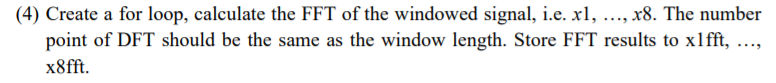 (4) Create a for loop, calculate the FFT of the windowed signal, i.e. x1, …, x8. The number
point of DFT should be the same as the window length. Store FFT results to x1fft, …,
x8fft.